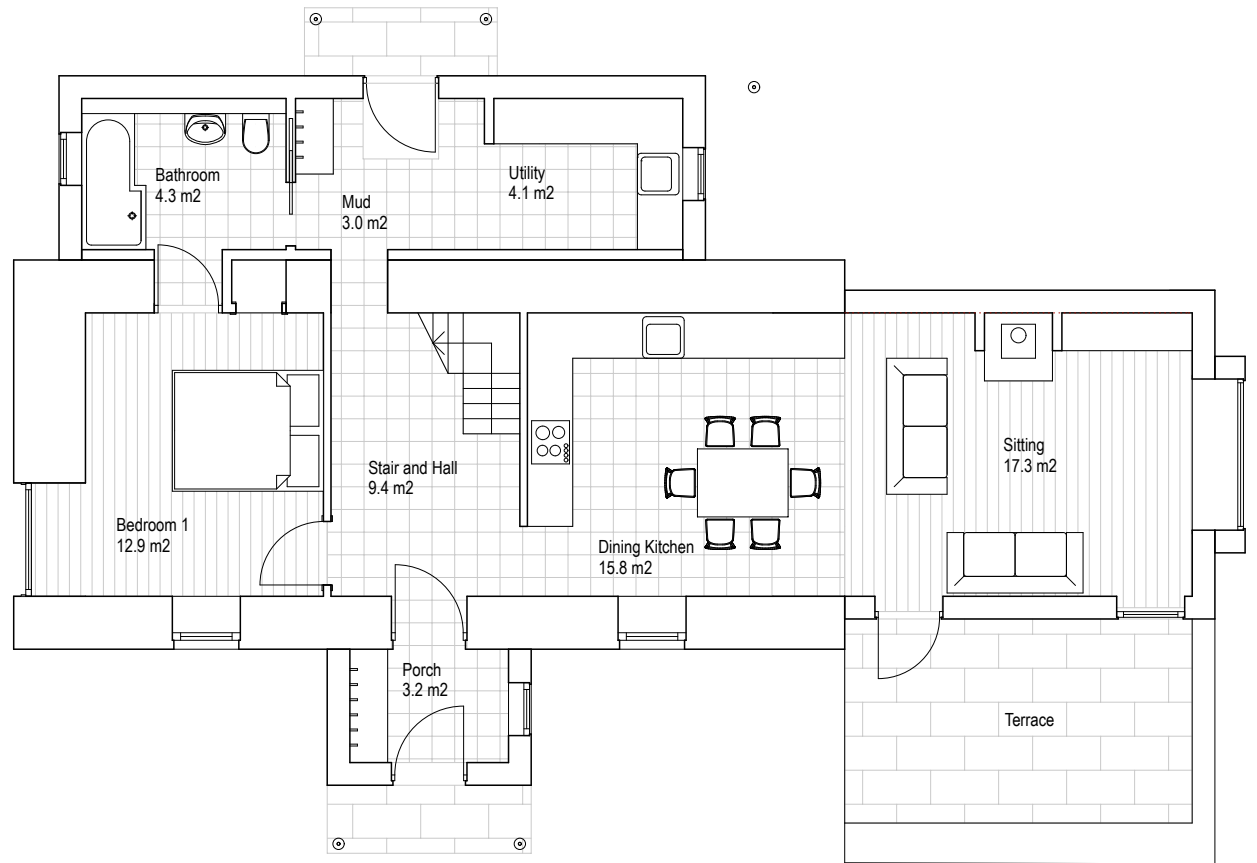 Bathroom
4.3 m2
Utility
4.1 m2
Mud
3.0 m2
Stair and Hall
9.4 m2
Sitting
17.3 m2
Bedroom 1
12.9 m2
Dining Kitchen
15.8 m2
Porch
3.2 m2
Terrace